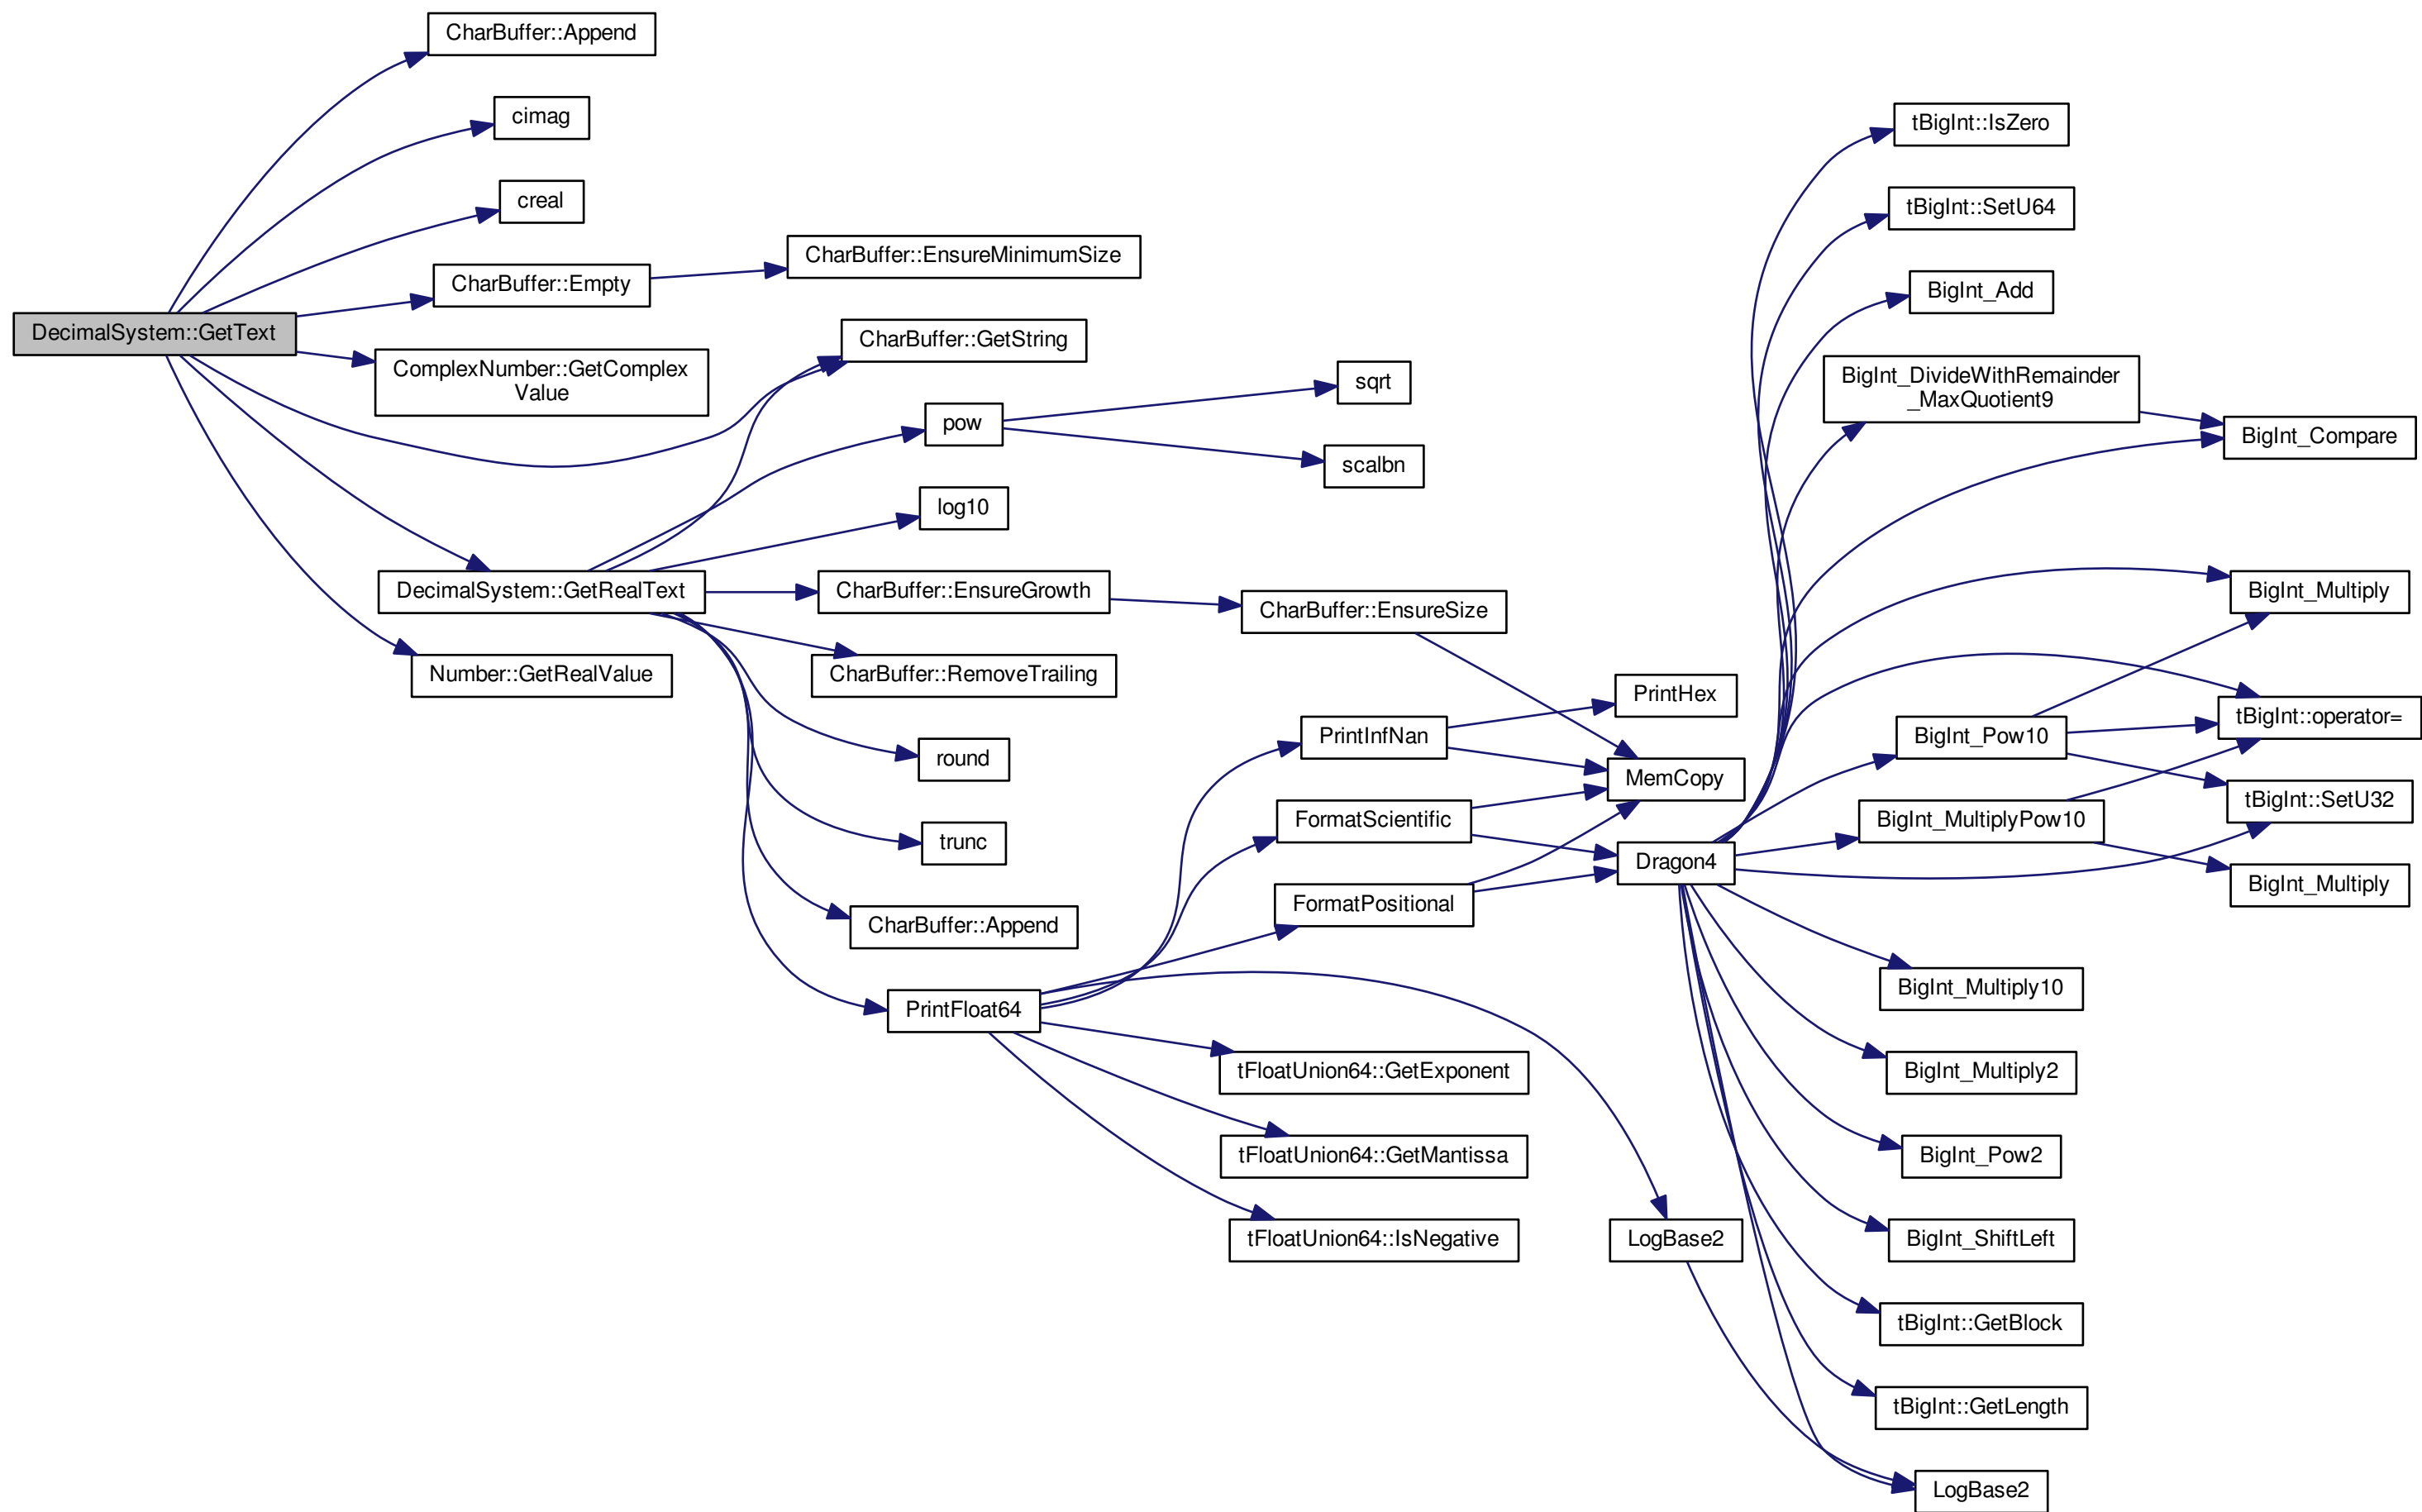 DecimalSystem::GetText
CharBuffer::Append
cimag
creal
CharBuffer::Empty
CharBuffer::EnsureMinimumSize
ComplexNumber::GetComplex
Value
CharBuffer::GetString
DecimalSystem::GetRealText
Number::GetRealValue
pow
sqrt
scalbn
log10
CharBuffer::EnsureGrowth
CharBuffer::EnsureSize
CharBuffer::RemoveTrailing
round
trunc
CharBuffer::Append
PrintFloat64
PrintInfNan
PrintHex
MemCopy
FormatScientific
FormatPositional
Dragon4
tFloatUnion64::GetExponent
tFloatUnion64::GetMantissa
tFloatUnion64::IsNegative
LogBase2
tBigInt::IsZero
tBigInt::SetU64
BigInt_Add
BigInt_DivideWithRemainder
_MaxQuotient9
BigInt_Compare
BigInt_Multiply
BigInt_Pow10
tBigInt::operator=
tBigInt::SetU32
BigInt_MultiplyPow10
BigInt_Multiply
BigInt_Multiply10
BigInt_Multiply2
BigInt_Pow2
BigInt_ShiftLeft
tBigInt::GetBlock
tBigInt::GetLength
LogBase2